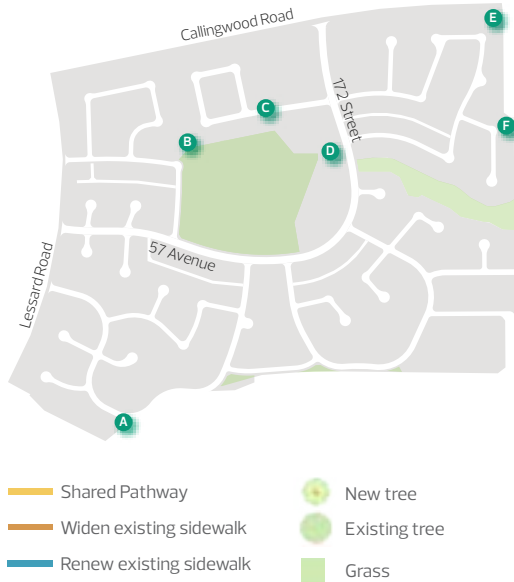 Callingwood Road
E
172 Street
C
F
B
D
57 Avenue
Lessard Road
A
Shared Pathway
New tree
Widen existing sidewalk
Existing tree
Renew existing sidewalk
Grass